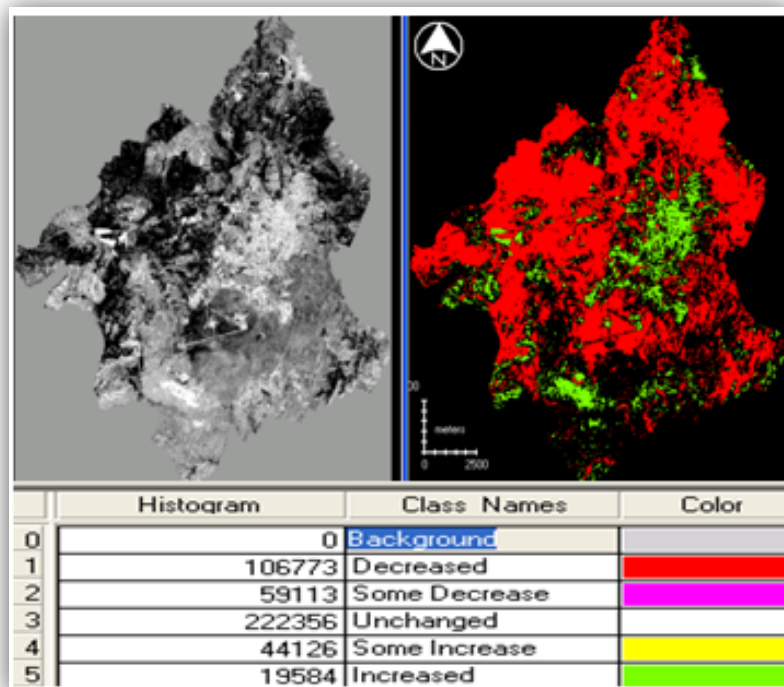 N
meters
0 2500
Histogram Class Names Color
0 0 Background
1 106773 Decreased
2 59113 Some Decrease
3 222356 Unchanged
4 44126 Some Increase
5 19584 Increased